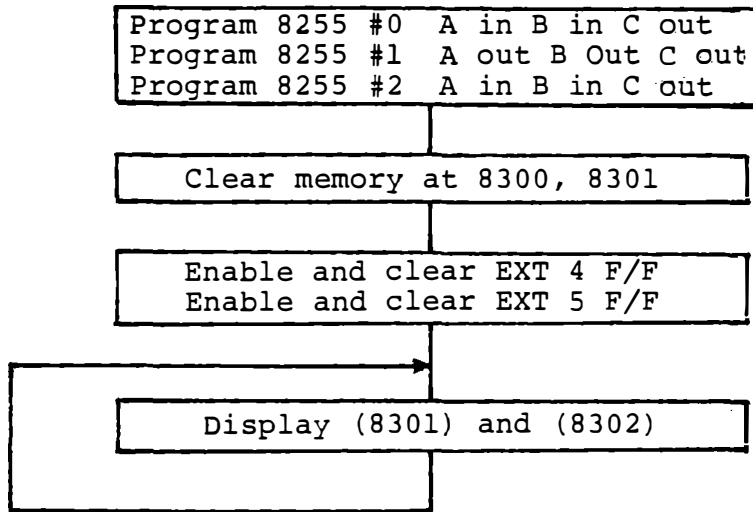 Program 8255 #0 A in B in C out
Program 8255 #1 A out B Out C out
Program 8255 #2 A in B in C out
Clear memory at 8300, 8301
Enable and clear EXT 4 F/F
Enable and clear EXT 5 F/F
Display (8301) and (8302)